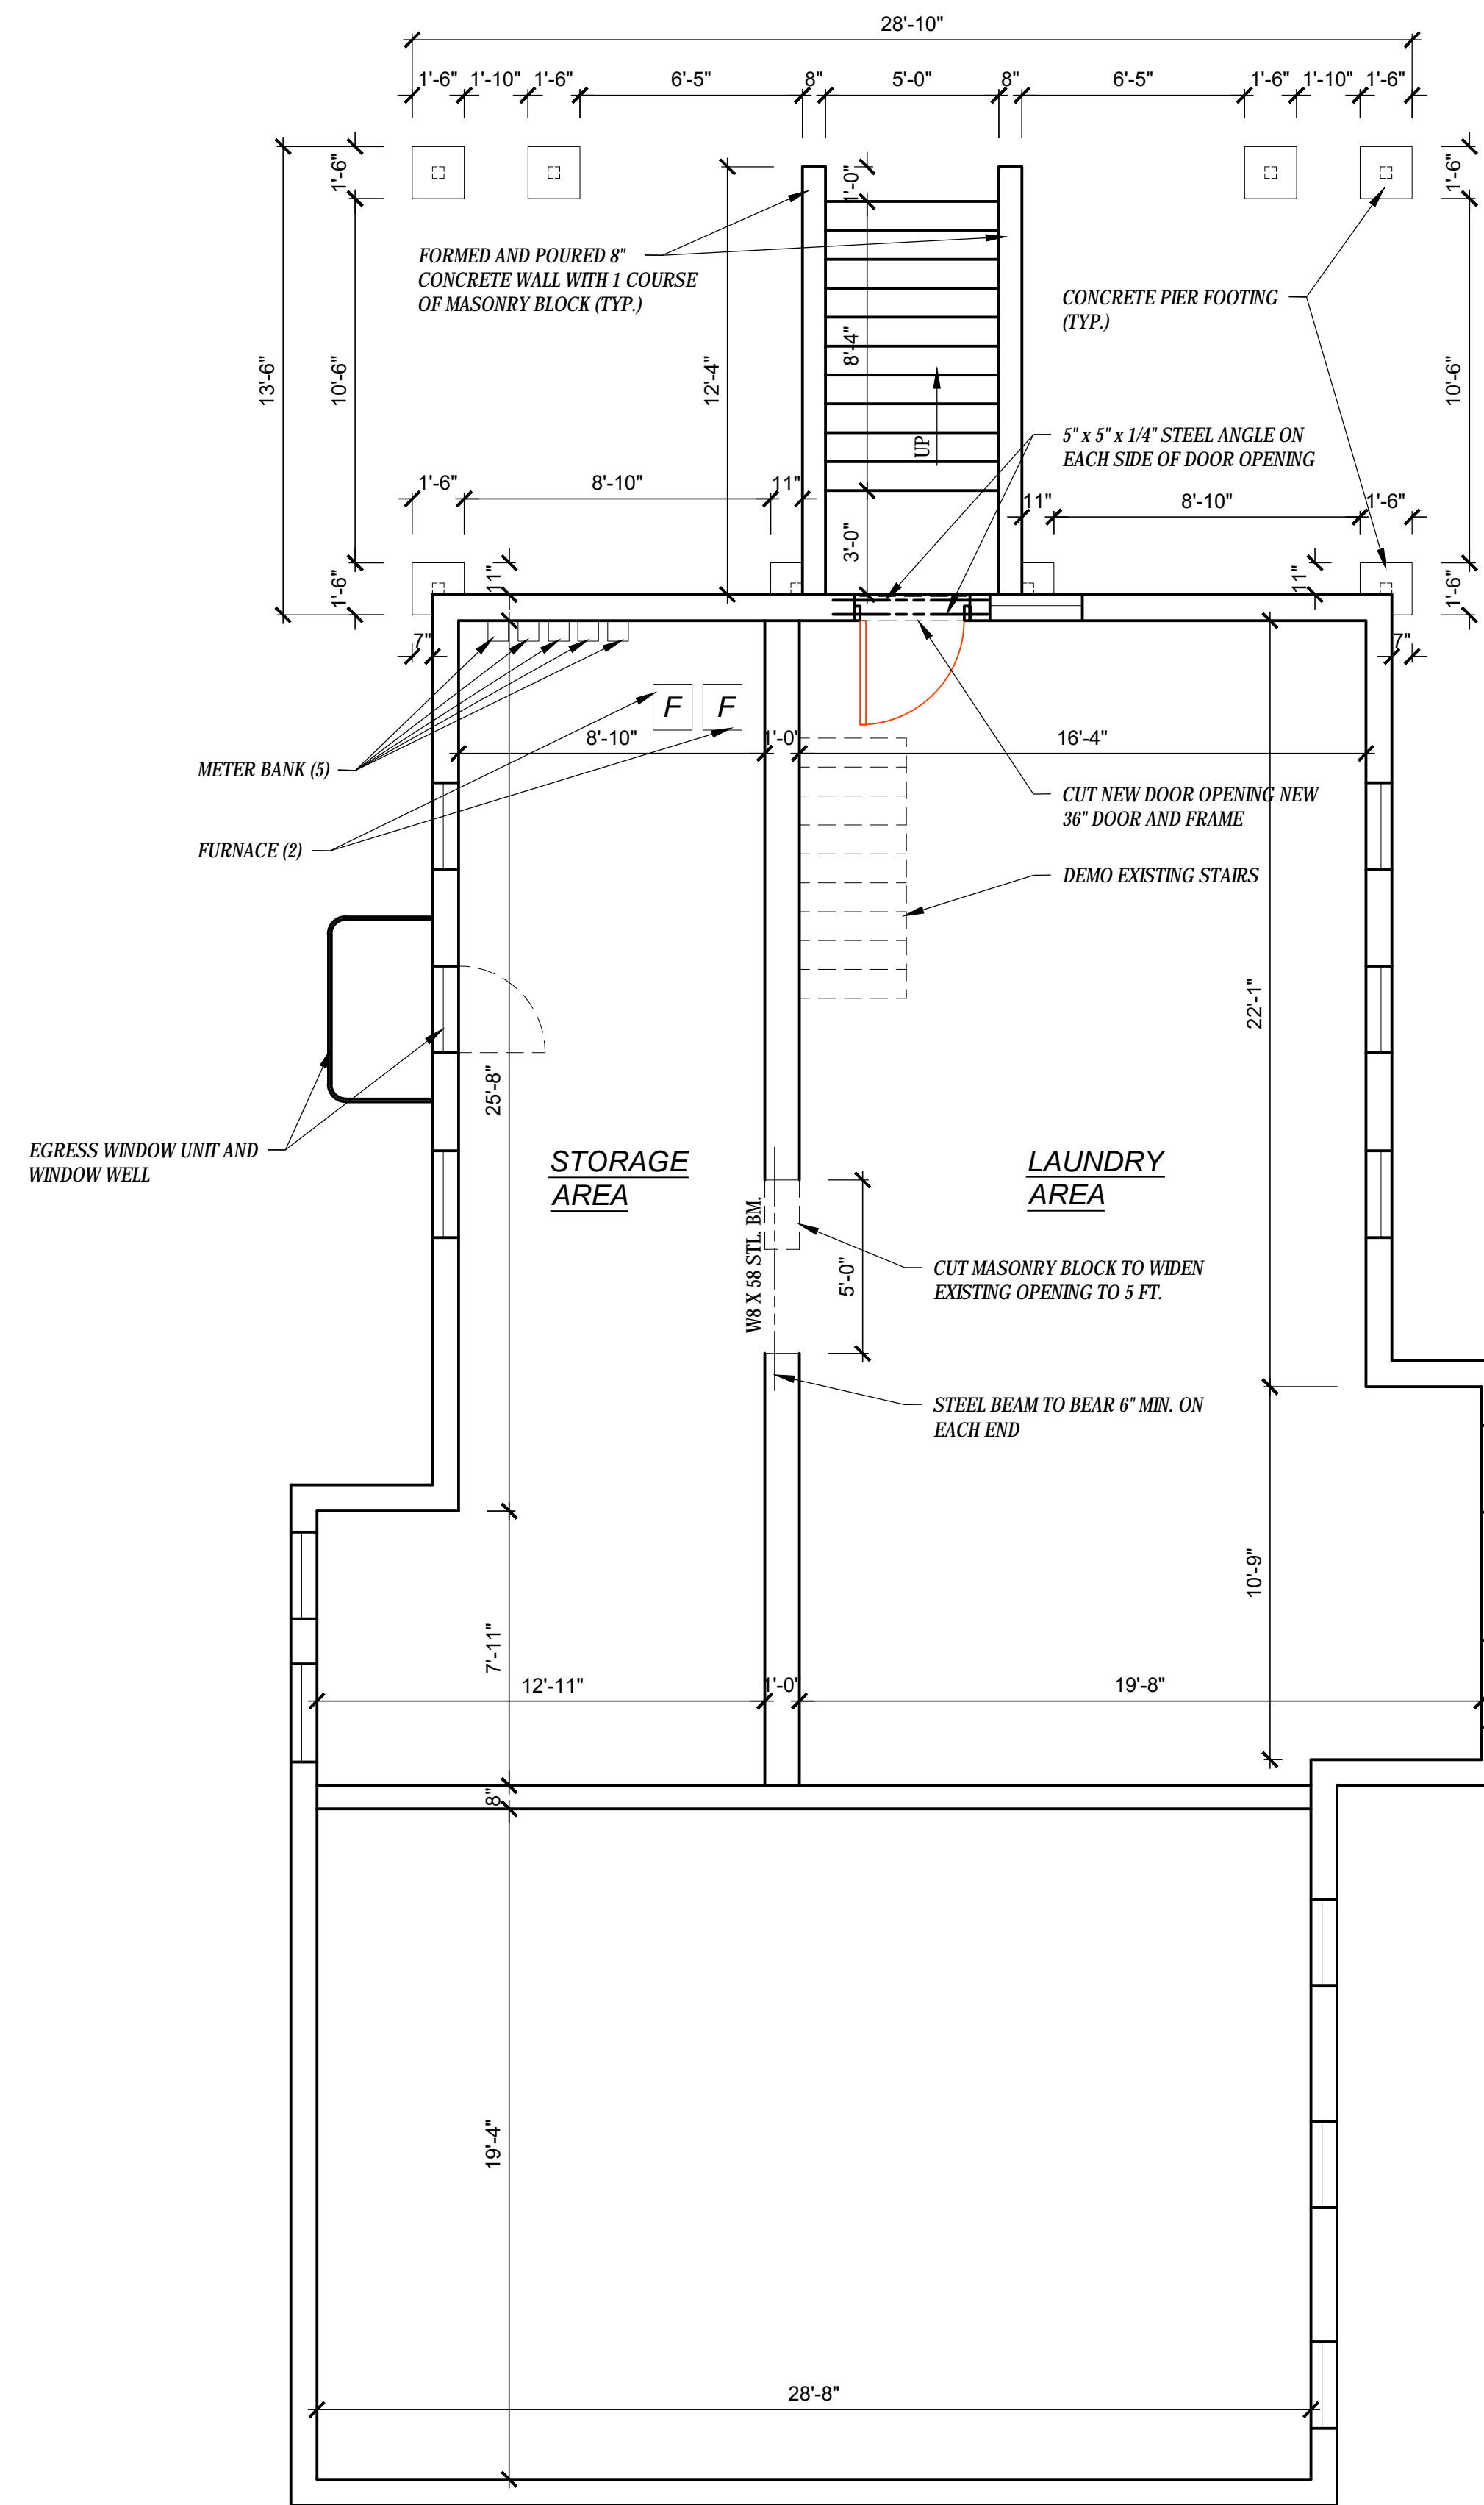 28'-10"
1'-6" 1'-10" 1'-6" 6'-5" 8" 5'-0" 8" 6'-5" 1'-6" 1'-10" 1'-6"
1'-6" 1'-0" 1'-6"
FORMED AND POURED 8"
CONCRETE WALL WITH 1 COURSE
OF MASONRY BLOCK (TYP.)
CONCRETE PIER FOOTING
(TYP.)
13'-6" 10'-6" 12'-4" 8'-4" 10'-6"
UP
5" x 5" x 1/4" STEEL ANGLE ON
EACH SIDE OF DOOR OPENING
1'-6" 8'-10" 11" 11" 8'-10" 1'-6"
3'-0"
1'-6" 11" 11" 1'-6"
7" 7"
F F
8'-10" 1'-0" 16'-4"
METER BANK (5)
CUT NEW DOOR OPENING NEW
36" DOOR AND FRAME
FURNACE (2)
DEMO EXISTING STAIRS
22'-1"
25'-8"
EGRESS WINDOW UNIT AND
WINDOW WELL
STORAGE
AREA
LAUNDRY
AREA
W8 X 58 STL. BM.
5'-0"
CUT MASONRY BLOCK TO WIDEN
EXISTING OPENING TO 5 FT.
STEEL BEAM TO BEAR 6" MIN. ON
EACH END
10'-9"
7'-11"
12'-11" 1'-0" 19'-8"
8"
19'-4"
28'-8"